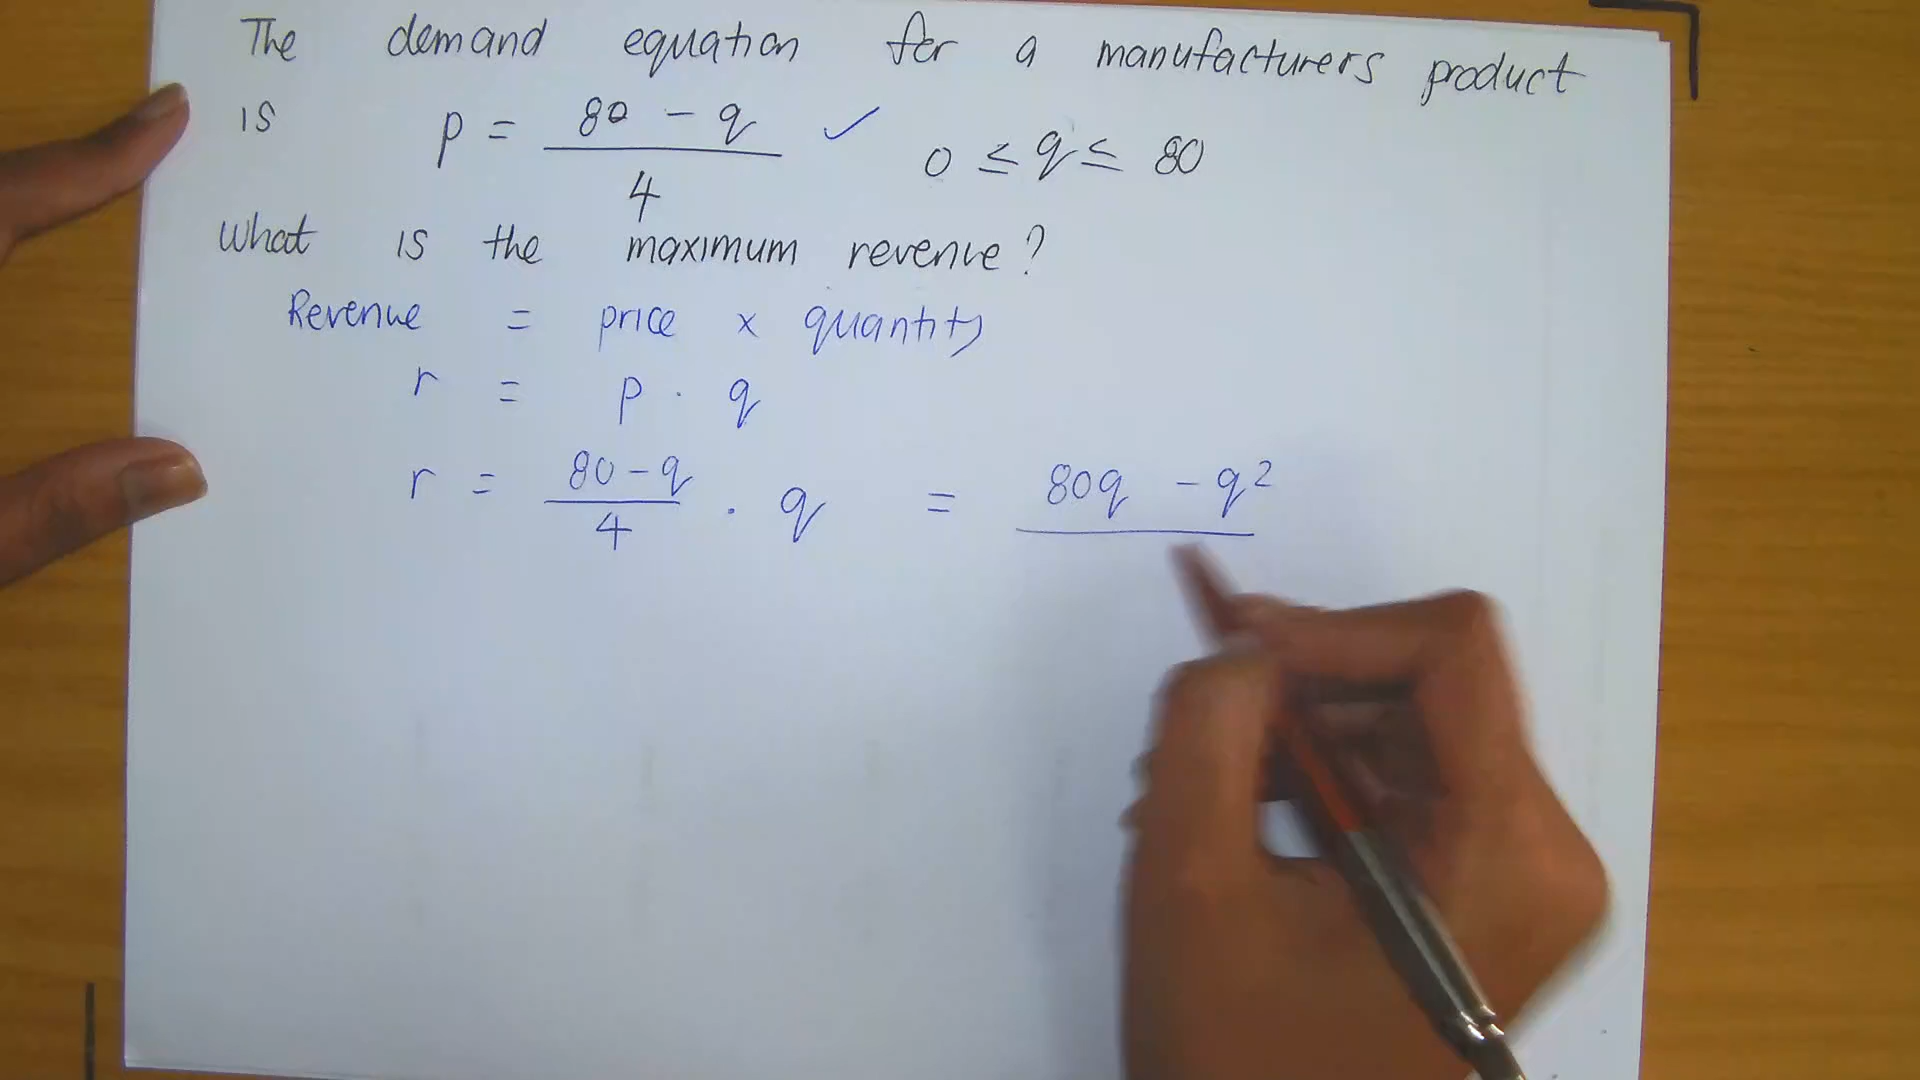 The demand equation for a manufacturers product
is p = (80 - q)/4 ✓ 0 ≤ q ≤ 80
what is the maximum revenue?
Revenue = price × quantity
r = p · q
r = (80 - q)/4 · q = 80q - q²